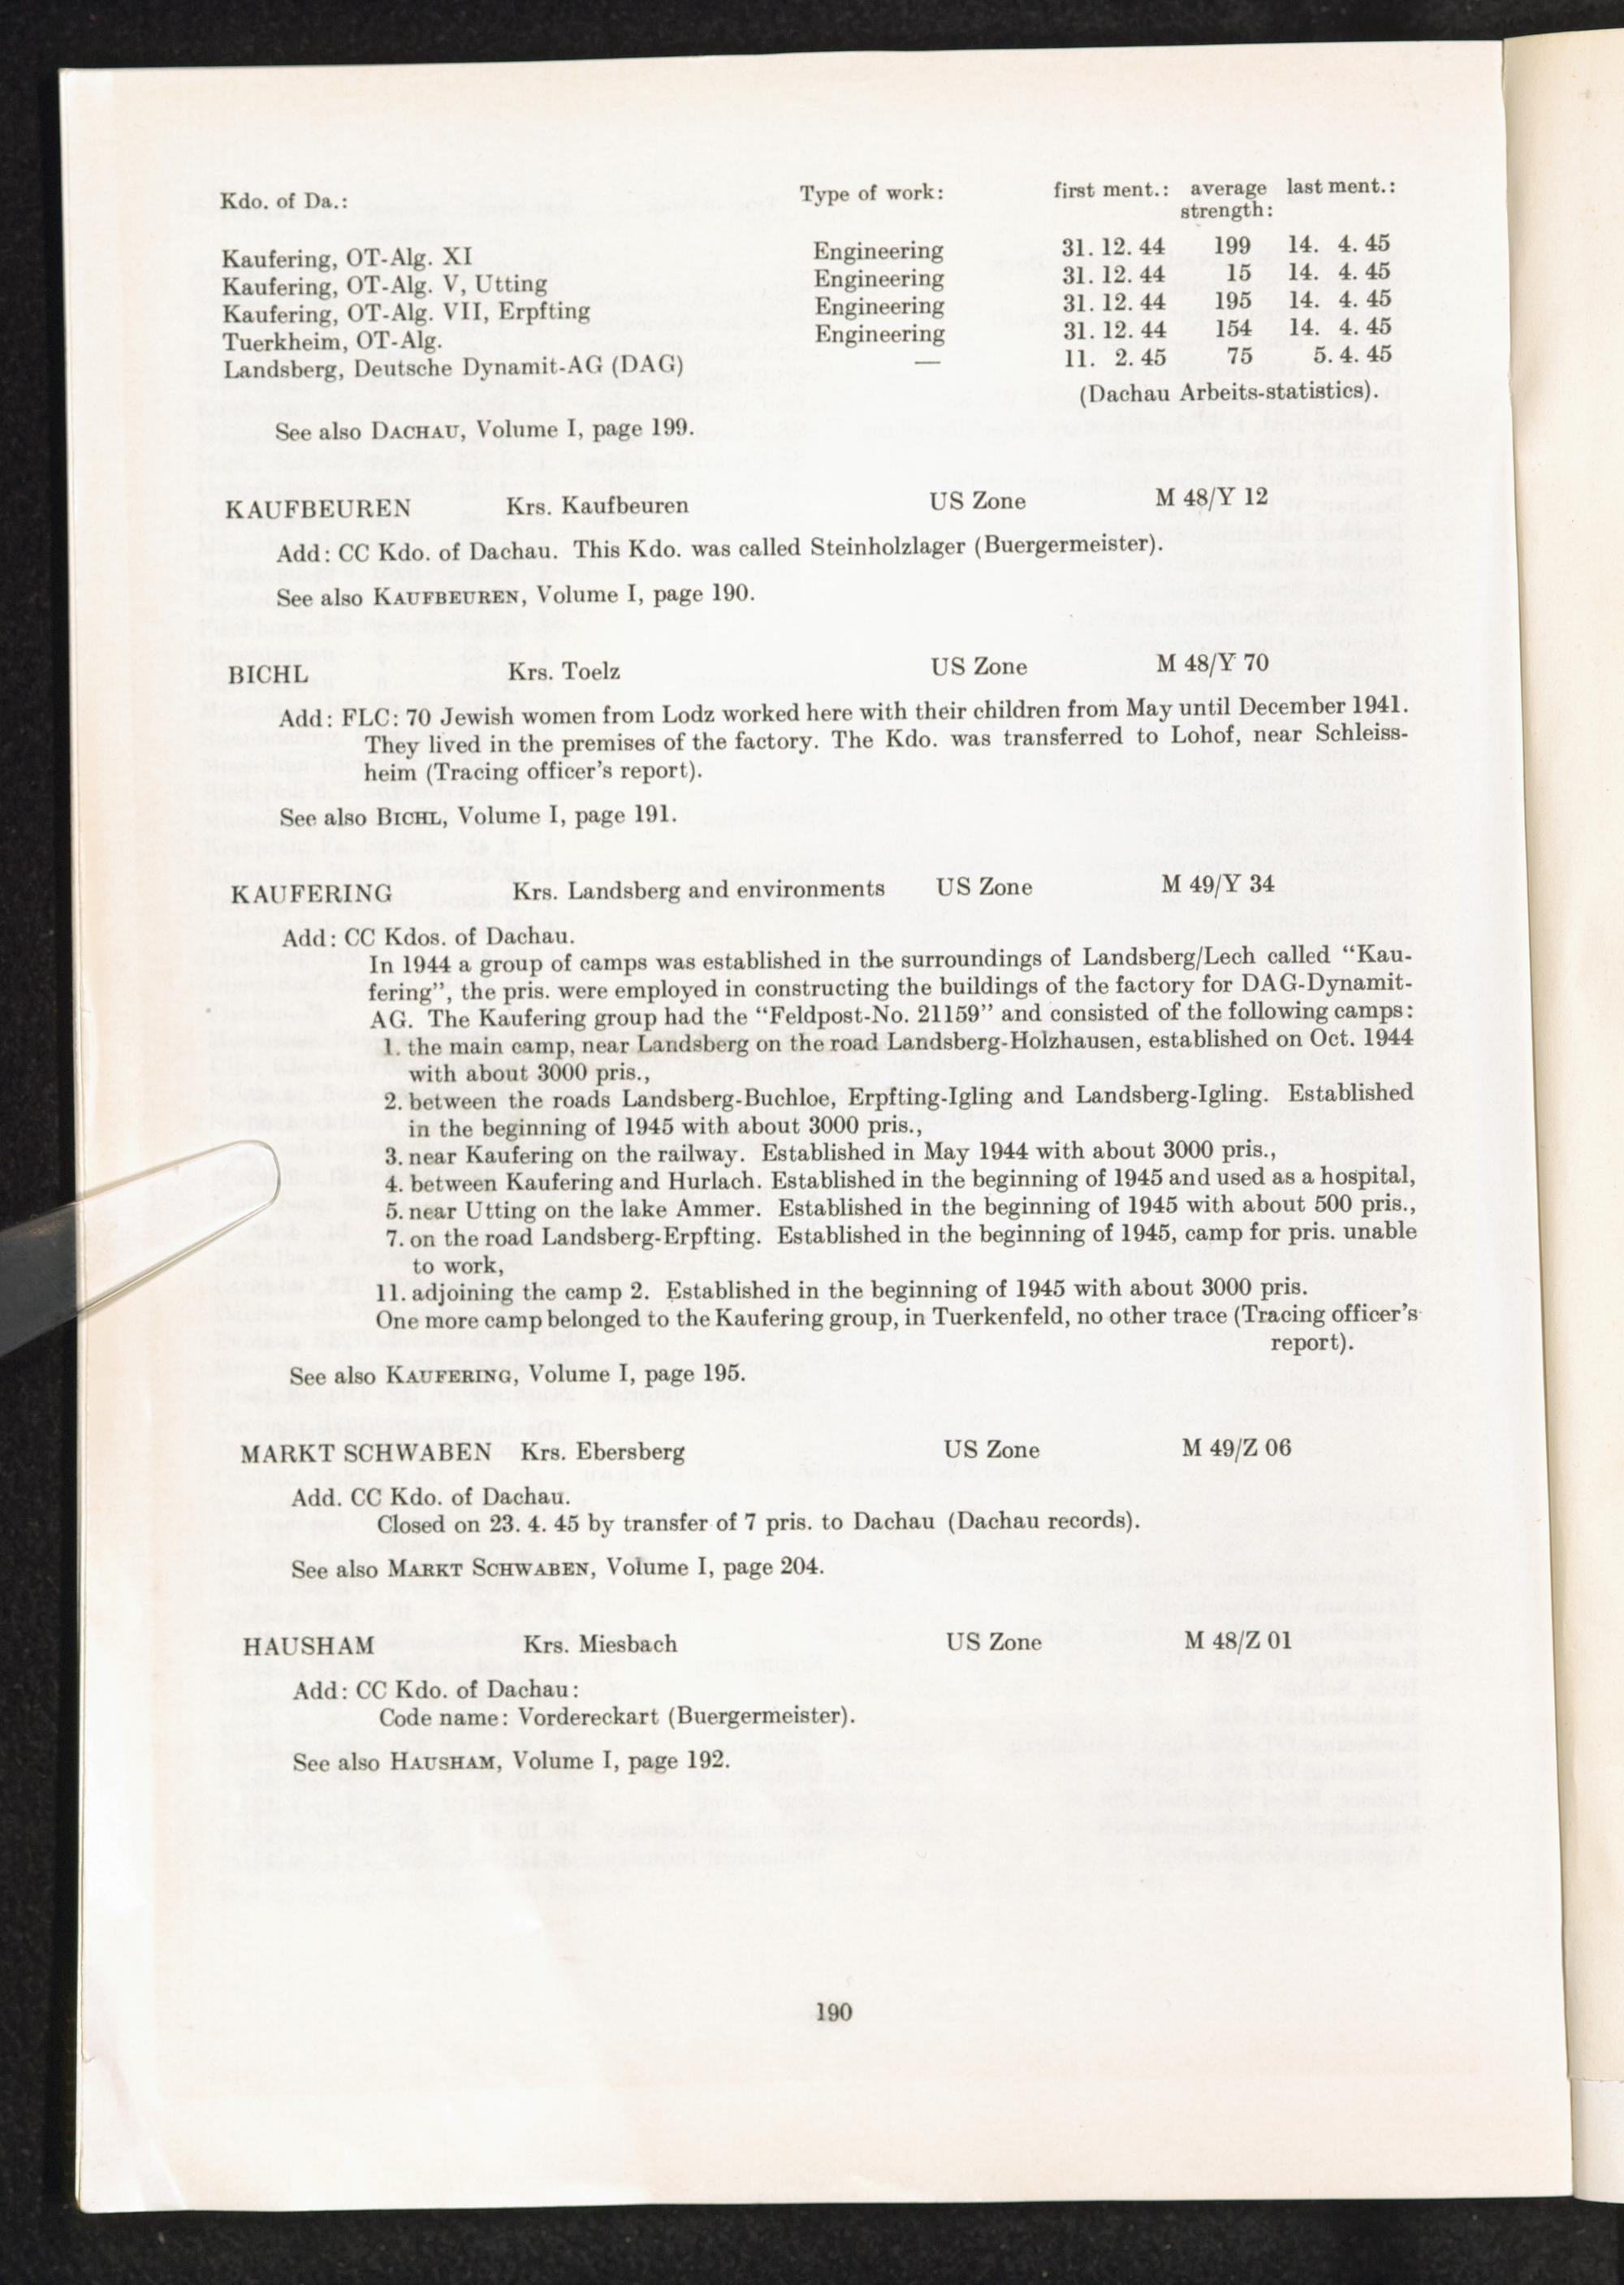 Kdo. of Da.: Type of work: first ment.: average strength: last ment.:
Kaufering, OT-Alg. XI Engineering 31. 12. 44 199 14. 4. 45
Kaufering, OT-Alg. V, Utting Engineering 31. 12. 44 15 14. 4. 45
Kaufering, OT-Alg. VII, Erpfting Engineering 31. 12. 44 195 14. 4. 45
Tuerkheim, OT-Alg. Engineering 31. 12. 44 154 14. 4. 45
Landsberg, Deutsche Dynamit-AG (DAG) — 11. 2. 45 75 5. 4. 45
(Dachau Arbeits-statistics).
See also DACHAU, Volume I, page 199.
KAUFBEUREN Krs. Kaufbeuren US Zone M 48/Y 12
Add: CC Kdo. of Dachau. This Kdo. was called Steinholzlager (Buergermeister).
See also KAUFBEUREN, Volume I, page 190.
BICHL Krs. Toelz US Zone M 48/Y 70
Add: FLC: 70 Jewish women from Lodz worked here with their children from May until December 1941.
They lived in the premises of the factory. The Kdo. was transferred to Lohof, near Schleiss-
heim (Tracing officer's report).
See also BICHL, Volume I, page 191.
KAUFERING Krs. Landsberg and environments US Zone M 49/Y 34
Add: CC Kdos. of Dachau.
In 1944 a group of camps was established in the surroundings of Landsberg/Lech called “Kau-
fering”, the pris. were employed in constructing the buildings of the factory for DAG-Dynamit-
AG. The Kaufering group had the “Feldpost-No. 21159” and consisted of the following camps:
1. the main camp, near Landsberg on the road Landsberg-Holzhausen, established on Oct. 1944
with about 3000 pris.,
2. between the roads Landsberg-Buchloe, Erpfting-Igling and Landsberg-Igling. Established
in the beginning of 1945 with about 3000 pris.,
3. near Kaufering on the railway. Established in May 1944 with about 3000 pris.,
4. between Kaufering and Hurlach. Established in the beginning of 1945 and used as a hospital,
5. near Utting on the lake Ammer. Established in the beginning of 1945 with about 500 pris.,
7. on the road Landsberg-Erpfting. Established in the beginning of 1945, camp for pris. unable
to work,
11. adjoining the camp 2. Established in the beginning of 1945 with about 3000 pris.
One more camp belonged to the Kaufering group, in Tuerkenfeld, no other trace (Tracing officer's
report).
See also KAUFERING, Volume I, page 195.
MARKT SCHWABEN Krs. Ebersberg US Zone M 49/Z 06
Add. CC Kdo. of Dachau.
Closed on 23. 4. 45 by transfer of 7 pris. to Dachau (Dachau records).
See also MARKT SCHWABEN, Volume I, page 204.
HAUSHAM Krs. Miesbach US Zone M 48/Z 01
Add: CC Kdo. of Dachau:
Code name: Vordereckart (Buergermeister).
See also HAUSHAM, Volume I, page 192.
190